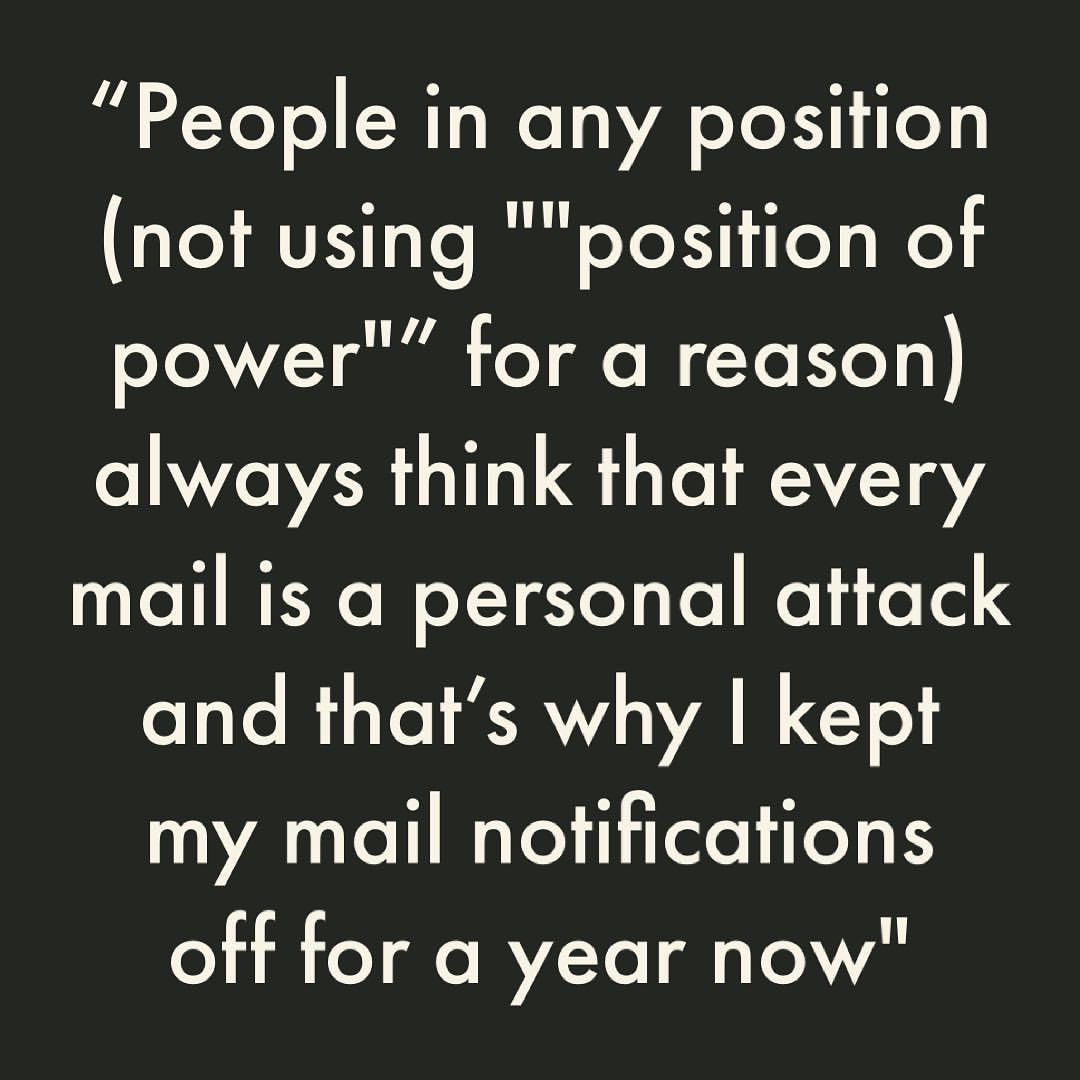 “People in any position
(not using ""position of
power"” for a reason)
always think that every
mail is a personal attack
and that’s why I kept
my mail notifications
off for a year now"